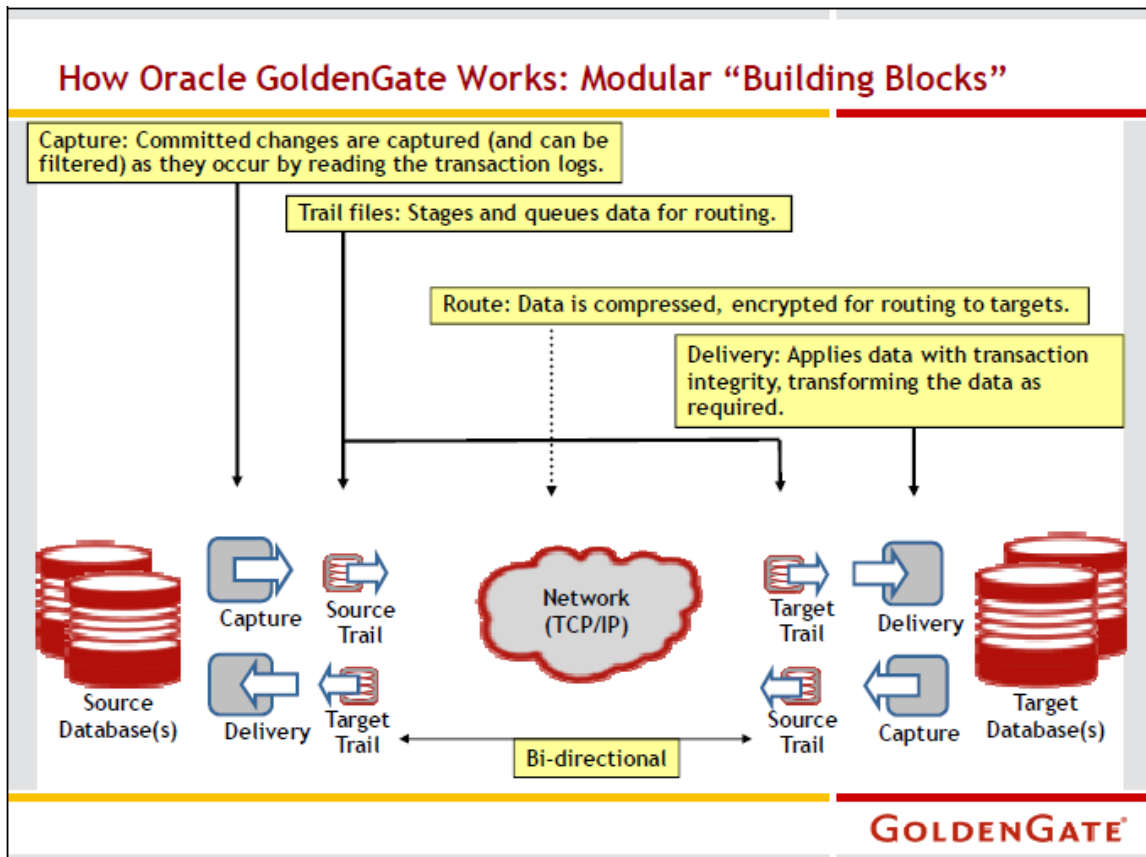 How Oracle GoldenGate Works: Modular “Building Blocks”
Capture: Committed changes are captured (and can be
filtered) as they occur by reading the transaction logs.
Trail files: Stages and queues data for routing.
Route: Data is compressed, encrypted for routing to targets.
Delivery: Applies data with transaction
integrity, transforming the data as
required.
Capture
Source
Trail
Network
(TCP/IP)
Target
Trail
Delivery
Source
Database(s)
Delivery
Target
Trail
Source
Trail
Capture
Target
Database(s)
Bi-directional
GOLDENGATE®